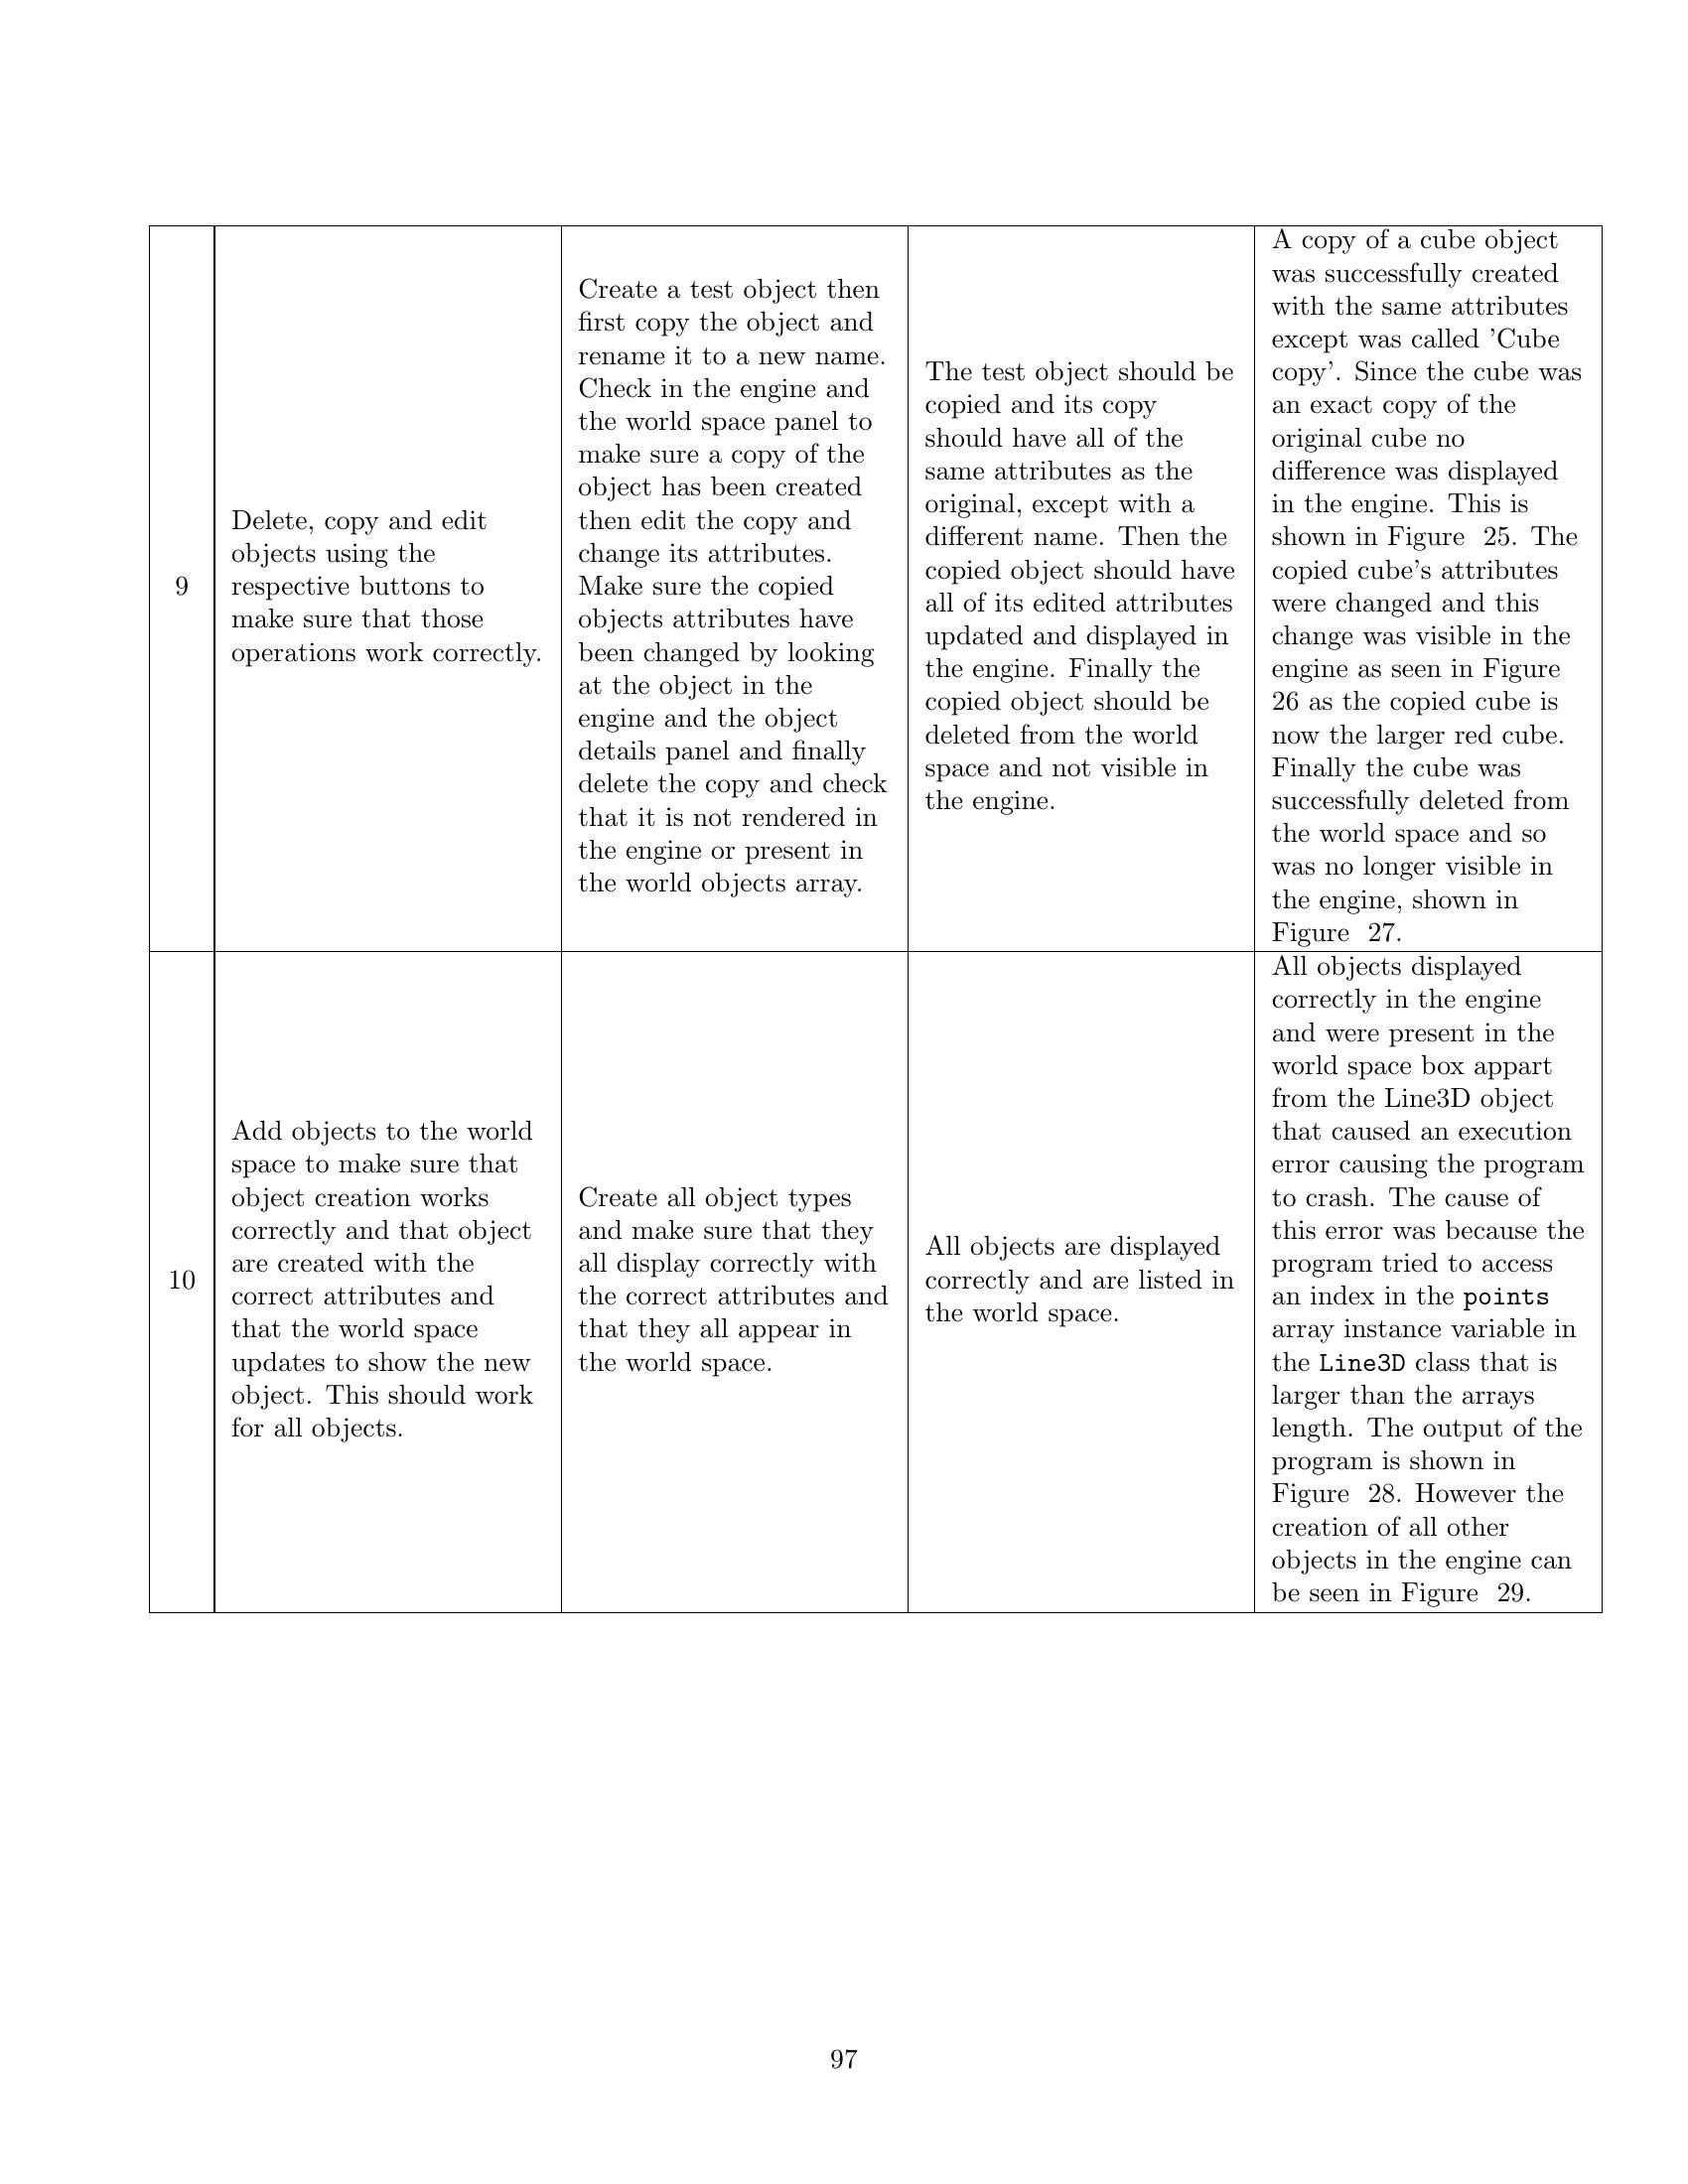 9
Delete, copy and edit
objects using the
respective buttons to
make sure that those
operations work correctly.
Create a test object then
first copy the object and
rename it to a new name.
Check in the engine and
the world space panel to
make sure a copy of the
object has been created
then edit the copy and
change its attributes.
Make sure the copied
objects attributes have
been changed by looking
at the object in the
engine and the object
details panel and finally
delete the copy and check
that it is not rendered in
the engine or present in
the world objects array.
The test object should be
copied and its copy
should have all of the
same attributes as the
original, except with a
different name. Then the
copied object should have
all of its edited attributes
updated and displayed in
the engine. Finally the
copied object should be
deleted from the world
space and not visible in
the engine.
A copy of a cube object
was successfully created
with the same attributes
except was called 'Cube
copy'. Since the cube was
an exact copy of the
original cube no
difference was displayed
in the engine. This is
shown in Figure 25. The
copied cube's attributes
were changed and this
change was visible in the
engine as seen in Figure
26 as the copied cube is
now the larger red cube.
Finally the cube was
successfully deleted from
the world space and so
was no longer visible in
the engine, shown in
Figure 27.
10
Add objects to the world
space to make sure that
object creation works
correctly and that object
are created with the
correct attributes and
that the world space
updates to show the new
object. This should work
for all objects.
Create all object types
and make sure that they
all display correctly with
the correct attributes and
that they all appear in
the world space.
All objects are displayed
correctly and are listed in
the world space.
All objects displayed
correctly in the engine
and were present in the
world space box appart
from the Line3D object
that caused an execution
error causing the program
to crash. The cause of
this error was because the
program tried to access
an index in the points
array instance variable in
the Line3D class that is
larger than the arrays
length. The output of the
program is shown in
Figure 28. However the
creation of all other
objects in the engine can
be seen in Figure 29.
97